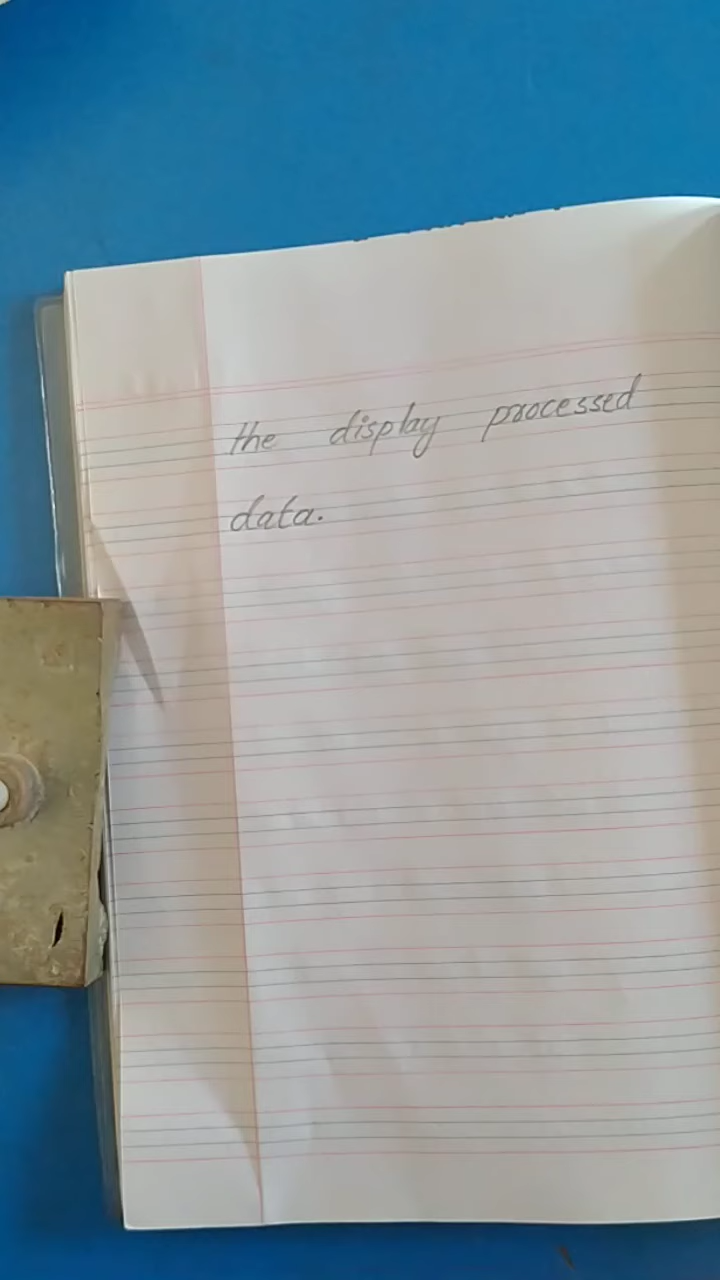 the display processed
data.